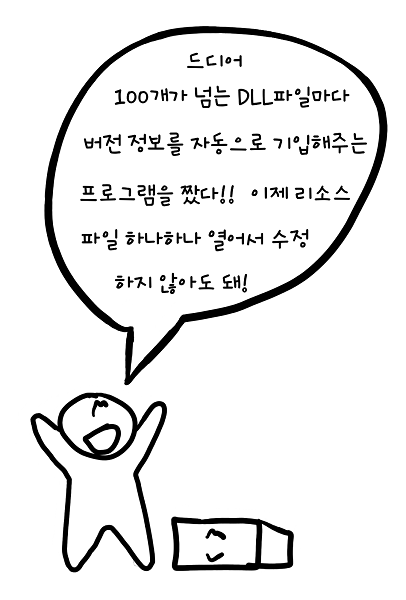 드디어
100개가 넘는 DLL파일마다
버전 정보를 자동으로 기입해주는
프로그램을 짰다!! 이제 리소스
파일 하나하나 열어서 수정
하지 않아도 돼!